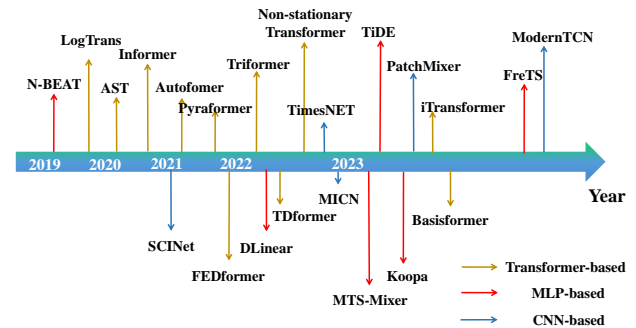 Non-stationary
Transformer
LogTrans
TiDE
ModernTCN
Informer
Triformer
PatchMixer
FreTS
N-BEAT
AST
Autofomer
Pyraformer
TimesNET
iTransformer
2019
2020
2021
2022
2023
Year
SCINet
FEDformer
DLinear
TDformer
MICN
MTS-Mixer
Koopa
Basisformer
Transformer-based
MLP-based
CNN-based